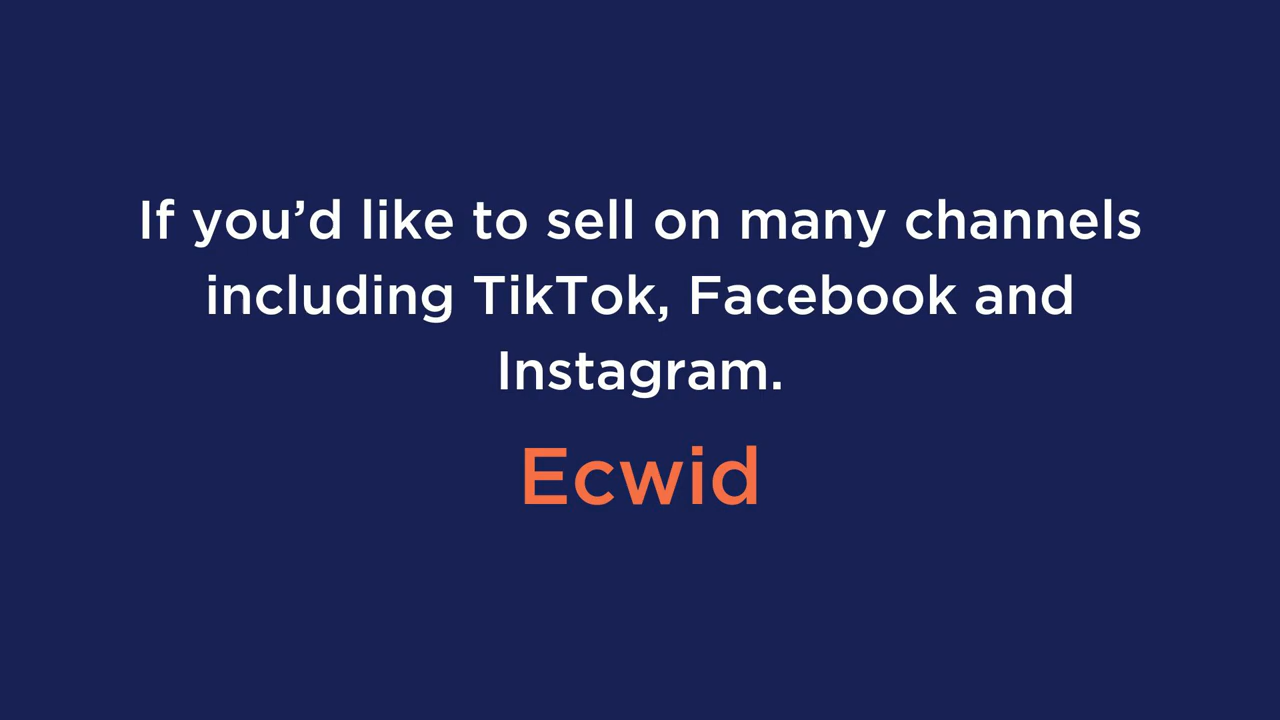 If you’d like to sell on many channels
including TikTok, Facebook and
Instagram.
Ecwid